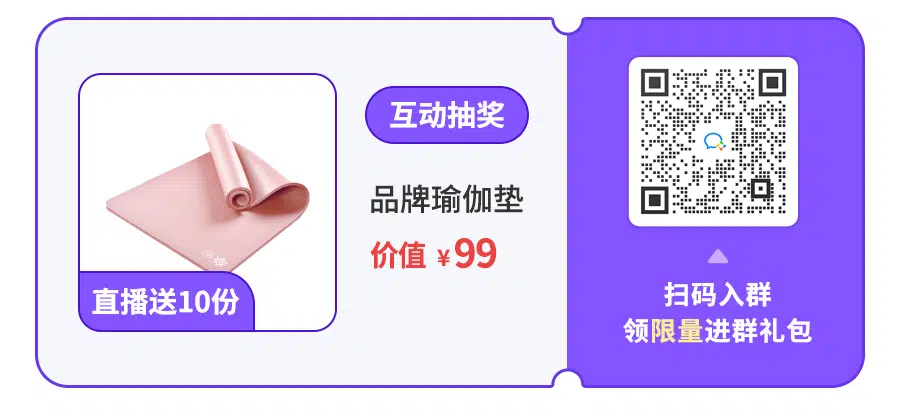 互动抽奖
品牌瑜伽垫
价值 ¥99
直播送10份
扫码入群
领限量进群礼包